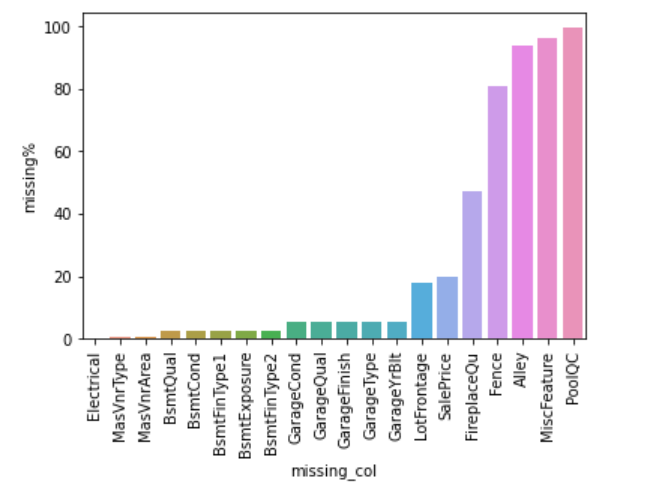 100
80
60
40
20
0
missing%
Electrical
MasVnrType
MasVnrArea
BsmtQual
BsmtCond
BsmtFinType1
BsmtExposure
BsmtFinType2
GarageCond
GarageQual
GarageFinish
GarageType
GarageYrBlt
LotFrontage
SalePrice
FireplaceQu
Fence
Alley
MiscFeature
PoolQC
missing_col